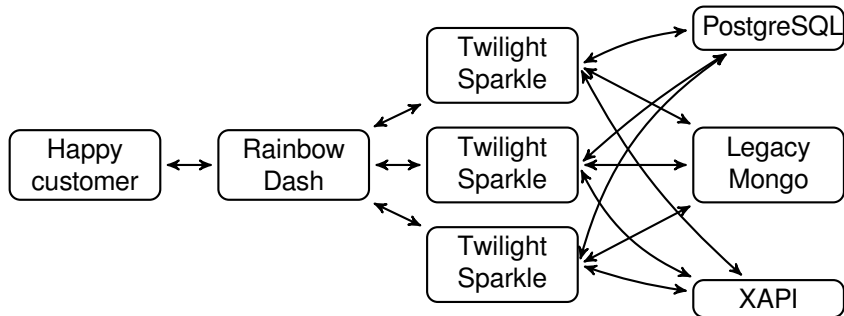 Happy
customer
Rainbow
Dash
Twilight
Sparkle
Twilight
Sparkle
Twilight
Sparkle
PostgreSQL
Legacy
Mongo
XAPI